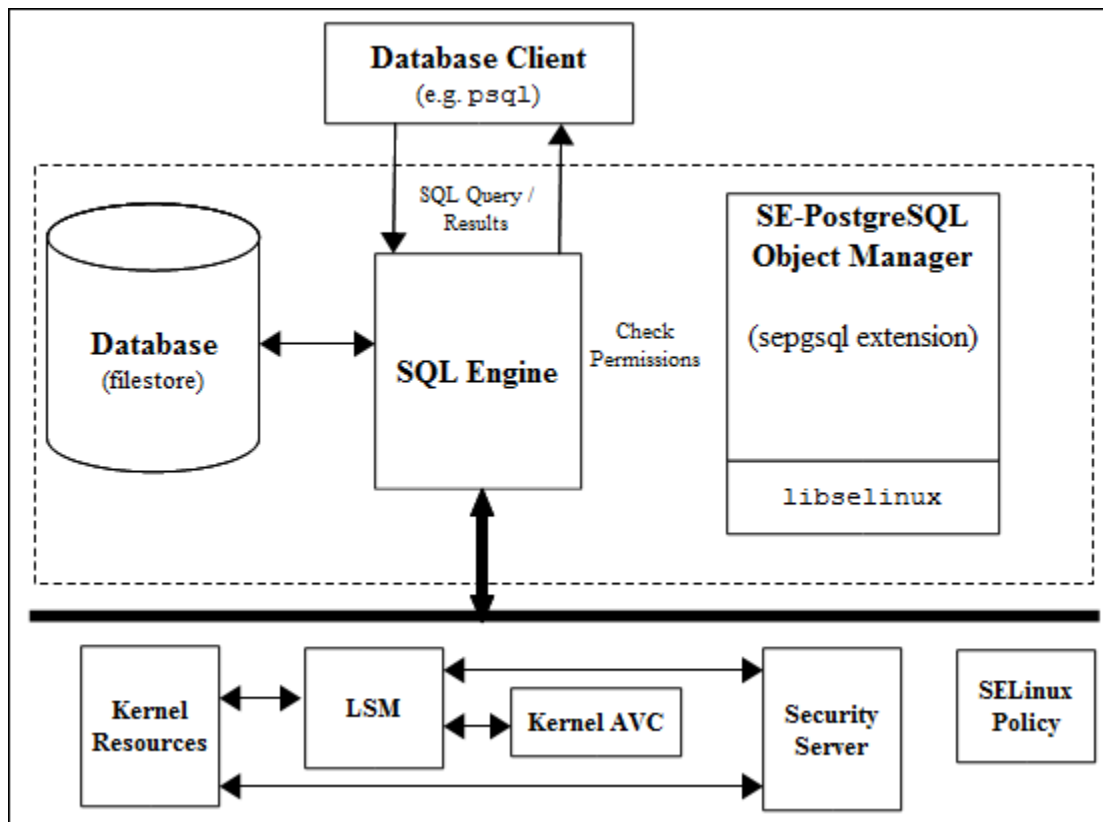 Database Client
(e.g. psql)
SQL Query /
Results
SE-PostgreSQL
Object Manager
(sepgsql extension)
libselinux
Database
(filestore)
SQL Engine
Check
Permissions
Kernel
Resources
LSM
Kernel AVC
Security
Server
SELinux
Policy